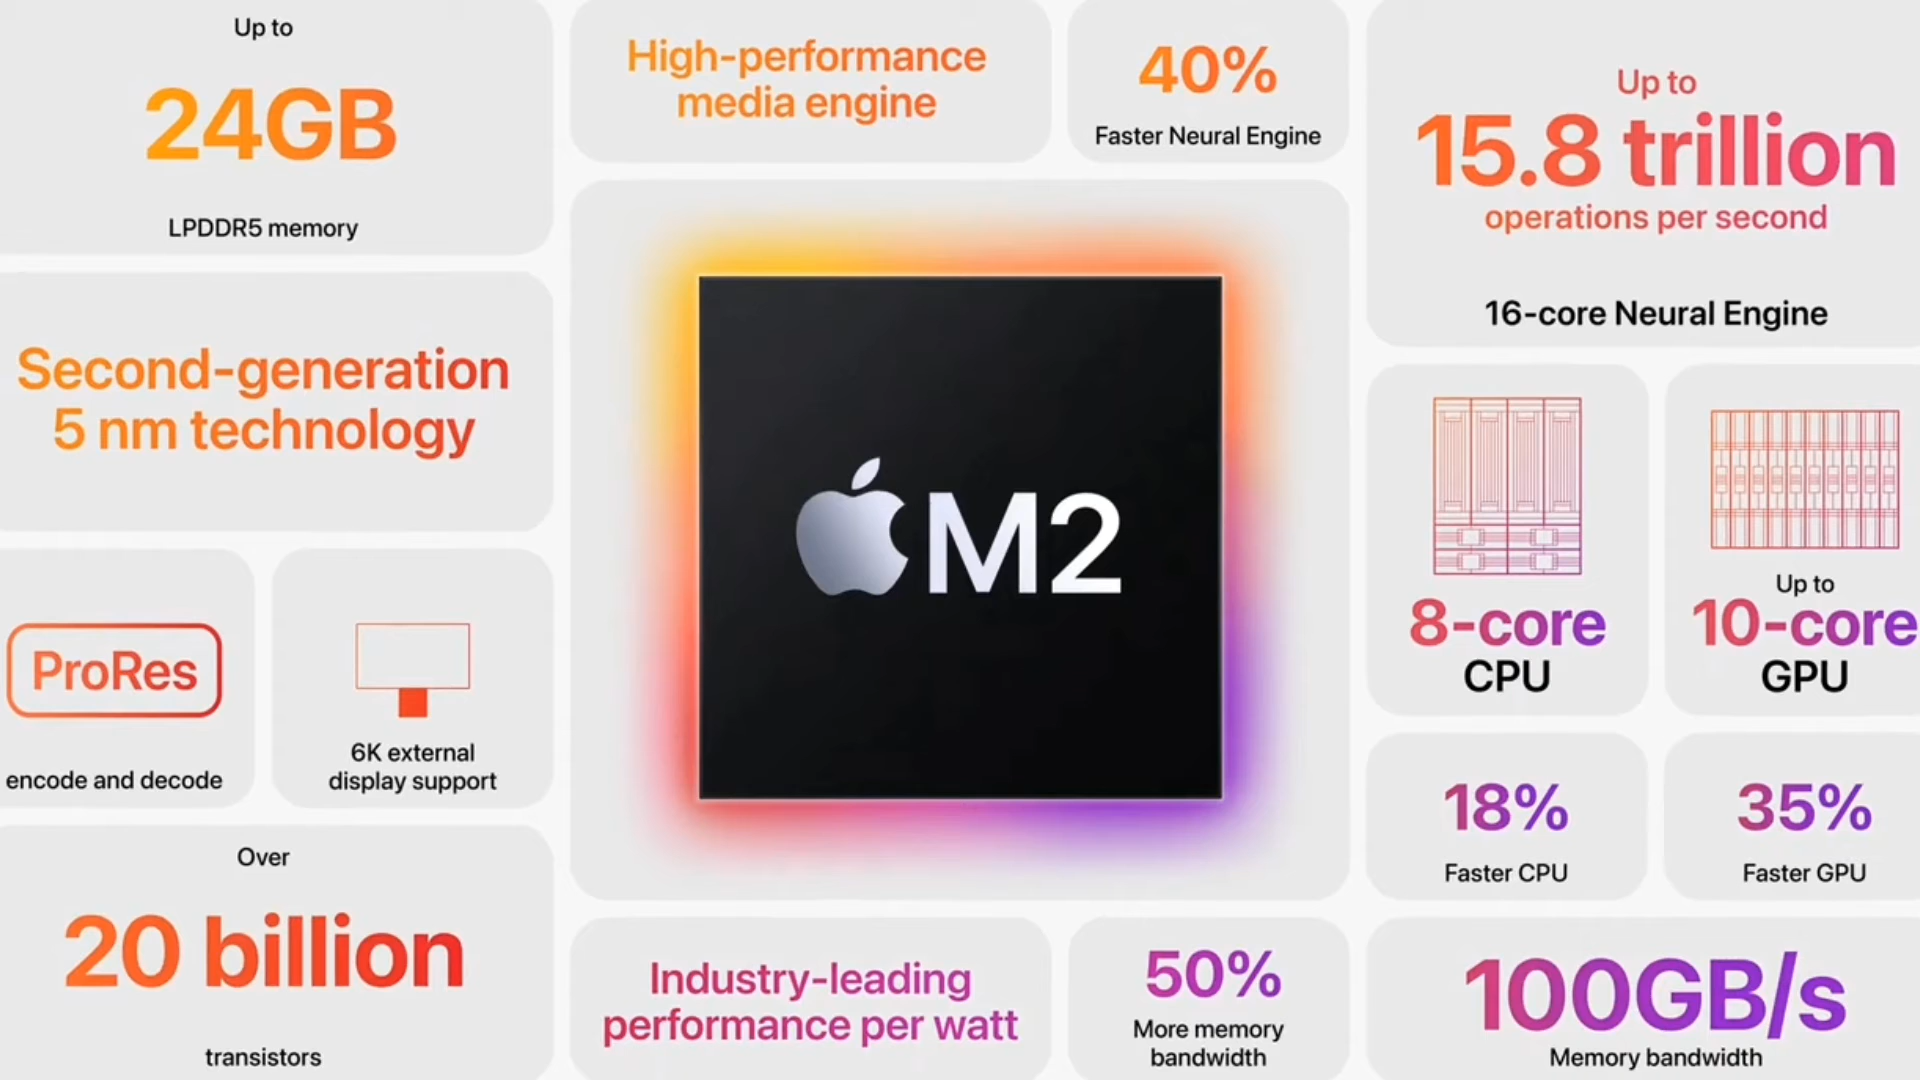 Up to
24GB
LPDDR5 memory
High-performance
media engine
40%
Faster Neural Engine
Up to
15.8 trillion
operations per second
16-core Neural Engine
Second-generation
5 nm technology
M2
8-core
CPU
Up to
10-core
GPU
ProRes
encode and decode
6K external
display support
18%
Faster CPU
35%
Faster GPU
Over
20 billion
transistors
Industry-leading
performance per watt
50%
More memory
bandwidth
100GB/s
Memory bandwidth